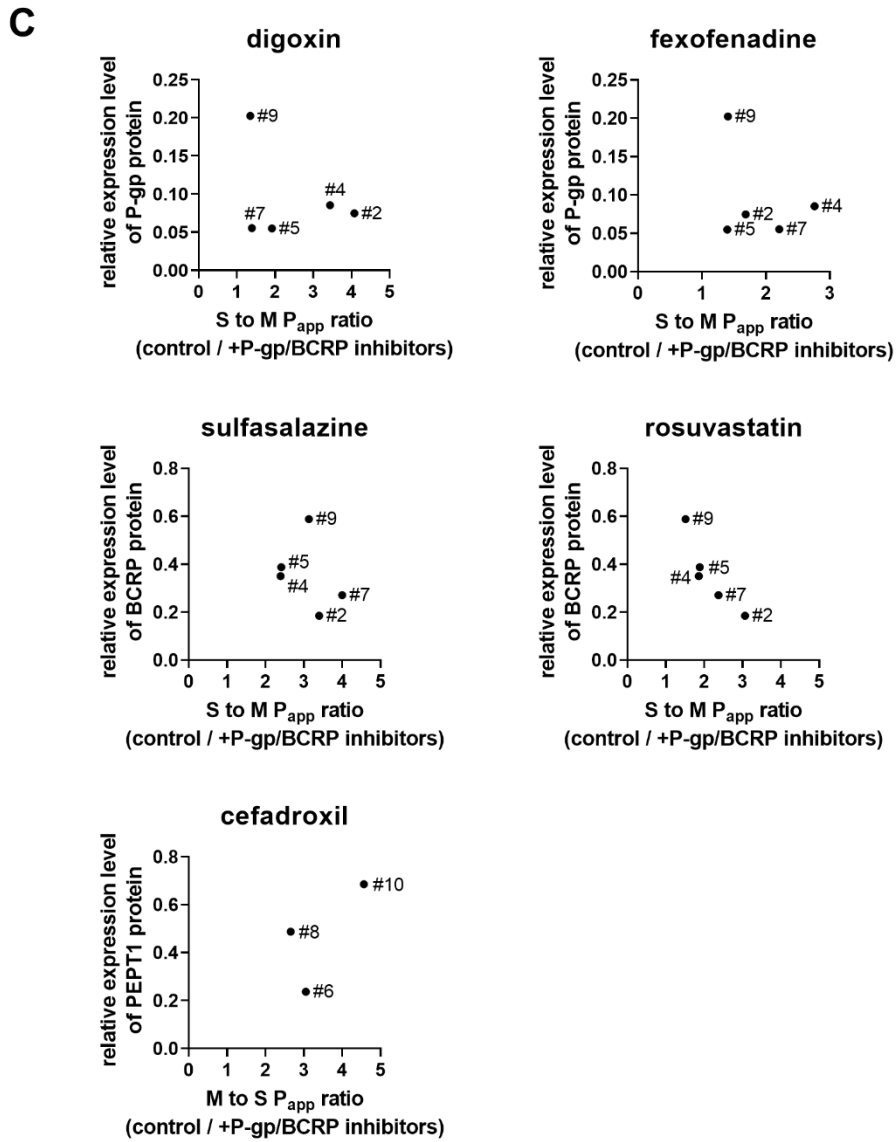 C
digoxin
relative expression level
of P-gp protein
0.25
0.20
0.15
0.10
0.05
0.00
#9
#4
#2
#7
#5
0 1 2 3 4 5
S to M Papp ratio
(control / +P-gp/BCRP inhibitors)
fexofenadine
relative expression level
of P-gp protein
0.25
0.20
0.15
0.10
0.05
0.00
#9
#4
#2
#5
#7
0 1 2 3
S to M Papp ratio
(control / +P-gp/BCRP inhibitors)
sulfasalazine
relative expression level
of BCRP protein
0.8
0.6
0.4
0.2
0.0
#9
#5
#4
#7
#2
0 1 2 3 4 5
S to M Papp ratio
(control / +P-gp/BCRP inhibitors)
rosuvastatin
relative expression level
of BCRP protein
0.8
0.6
0.4
0.2
0.0
#9
#5
#4
#7
#2
0 1 2 3 4 5
S to M Papp ratio
(control / +P-gp/BCRP inhibitors)
cefadroxil
relative expression level
of PEPT1 protein
0.8
0.6
0.4
0.2
0.0
#10
#8
#6
0 1 2 3 4 5
M to S Papp ratio
(control / +P-gp/BCRP inhibitors)